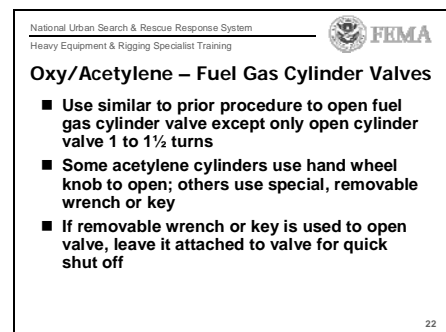 National Urban Search & Rescue Response System
Heavy Equipment & Rigging Specialist Training
FEMA
Oxy/Acetylene – Fuel Gas Cylinder Valves
■ Use similar to prior procedure to open fuel
gas cylinder valve except only open cylinder
valve 1 to 1½ turns
■ Some acetylene cylinders use hand wheel
knob to open; others use special, removable
wrench or key
■ If removable wrench or key is used to open
valve, leave it attached to valve for quick
shut off
22